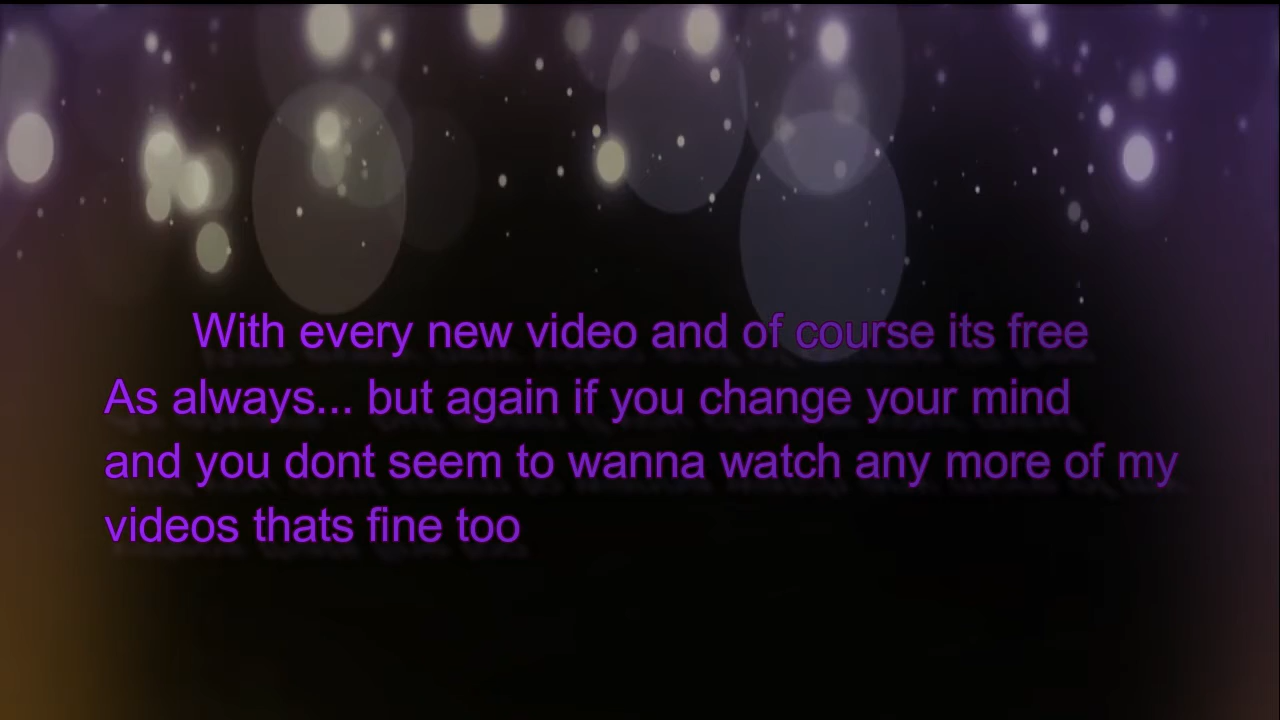 With every new video and of course its free
As always... but again if you change your mind
and you dont seem to wanna watch any more of my
videos thats fine too